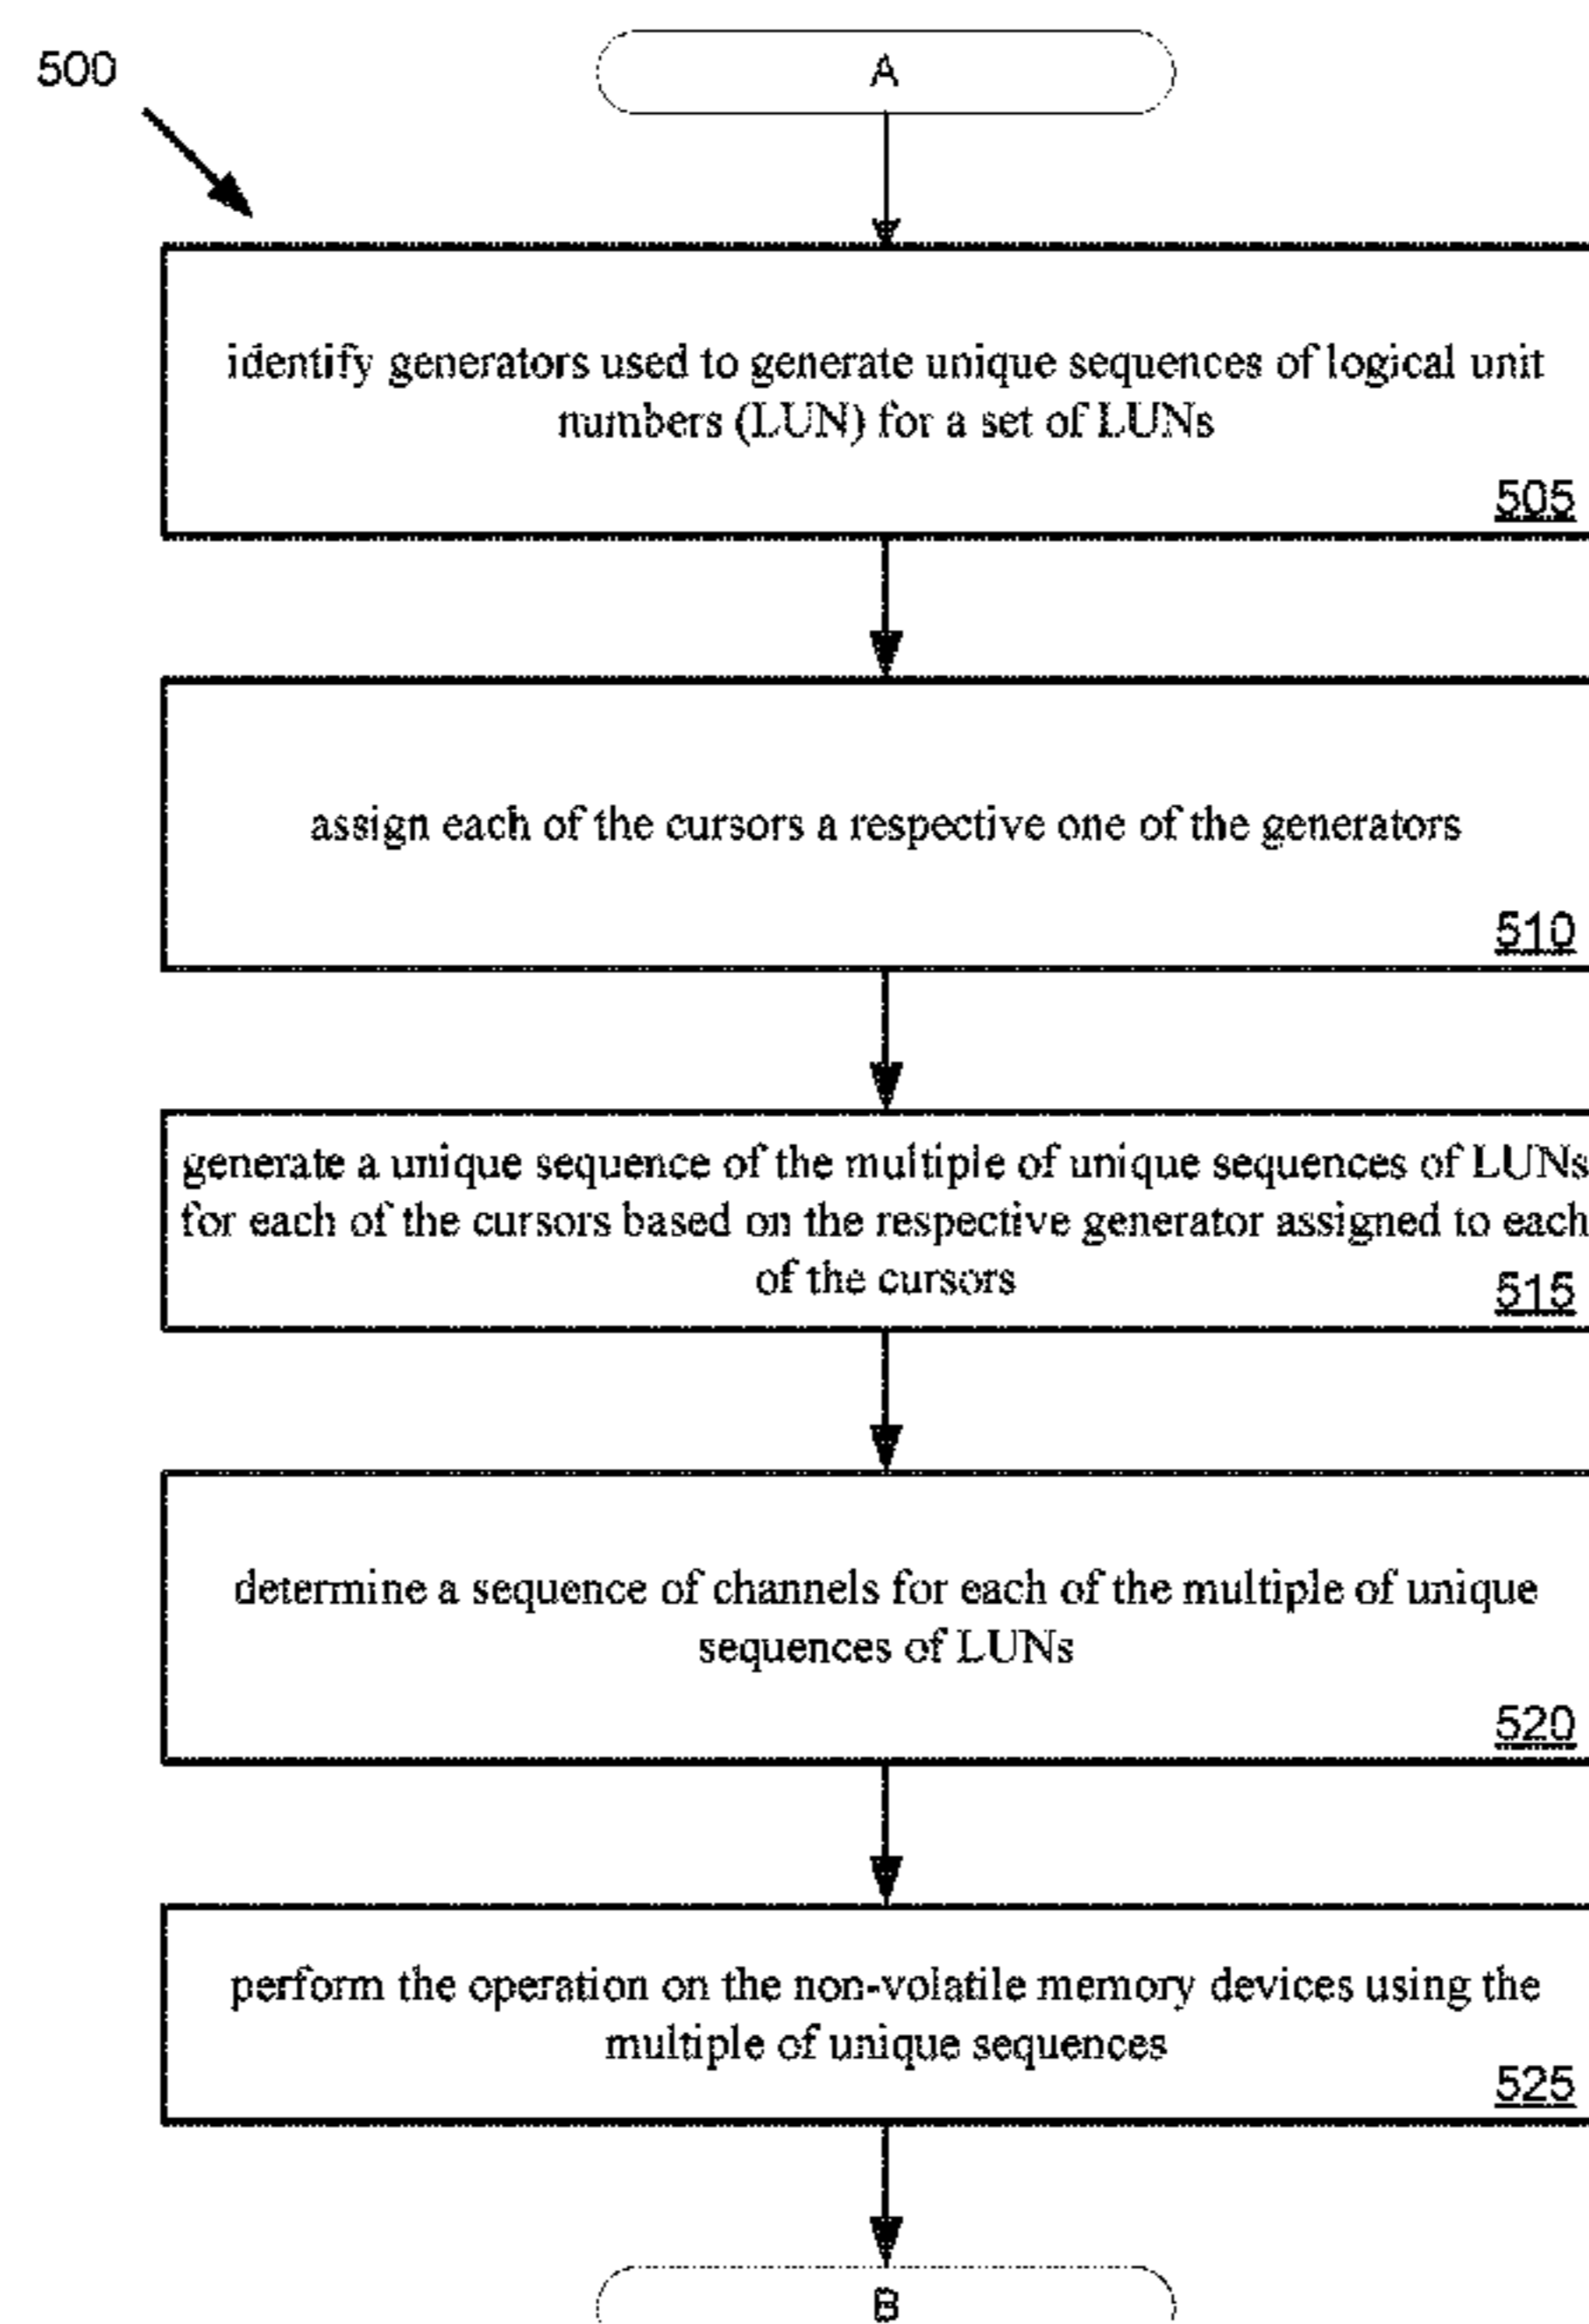 500
A
identify generators used to generate unique sequences of logical unit
numbers (LUN) for a set of LUNs
505
assign each of the cursors a respective one of the generators
510
generate a unique sequence of the multiple of unique sequences of LUNs
for each of the cursors based on the respective generator assigned to each
of the cursors
515
determine a sequence of channels for each of the multiple of unique
sequences of LUNs
520
perform the operation on the non-volatile memory devices using the
multiple of unique sequences
525
B